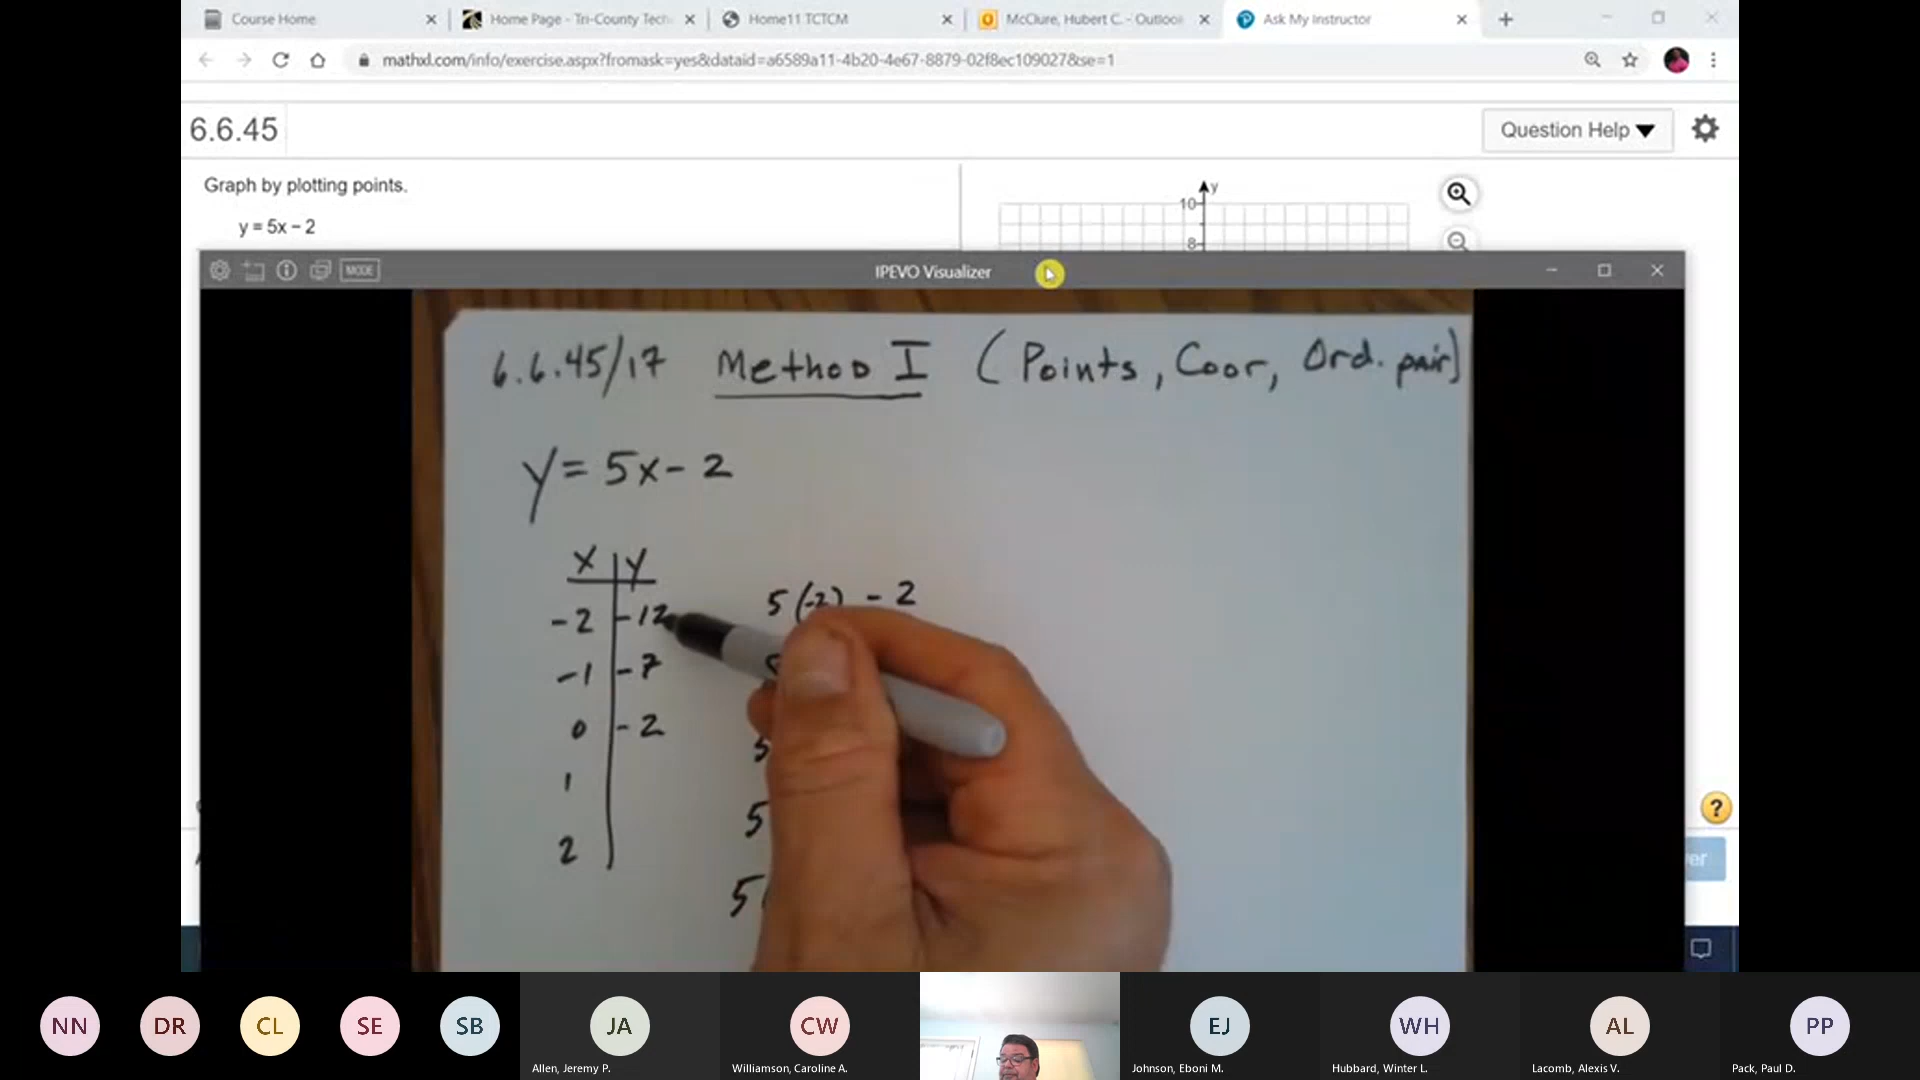 Course Home
Home Page - Tri-County Tech
Home11 TCTCM
McClure, Hubert C. - Outlook
Ask My Instructor
mathxl.com/info/exercise.aspx?fromask=yes&dataid=a6589a11-4b20-4e67-8879-02f8ec109027&se=1
6.6.45
Question Help
Graph by plotting points.
y = 5x − 2
y
10
8
MODE
IPEVO Visualizer
6.6.45/17 Method I (Points, Coor, Ord. pair)
y = 5x - 2
x y
-2 -12 5(-2) - 2
-1 -7
0 -2 5
1
5
2
5(
?
er
NN
DR
CL
SE
SB
JA
CW
EJ
WH
AL
PP
Allen, Jeremy P.
Williamson, Caroline A.
Johnson, Eboni M.
Hubbard, Winter L.
Lacomb, Alexis V.
Pack, Paul D.